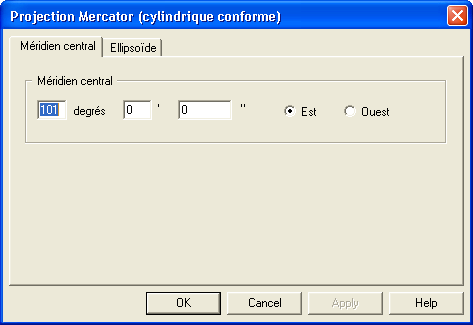 Projection Mercator (cylindrique conforme)
Méridien central Ellipsoïde
Méridien central
101 degrés 0 ' 0 '' Est Ouest
OK Cancel Apply Help